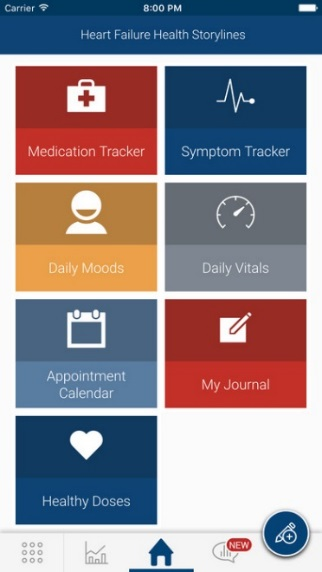 Carrier 8:00 PM
Heart Failure Health Storylines
Medication Tracker
Symptom Tracker
Daily Moods
Daily Vitals
Appointment
Calendar
My Journal
Healthy Doses
NEW